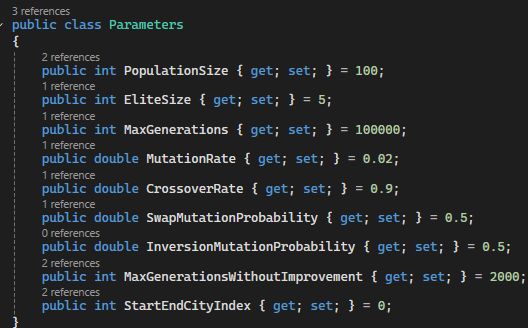 3 references
public class Parameters
{
2 references
public int PopulationSize { get; set; } = 100;
1 reference
public int EliteSize { get; set; } = 5;
1 reference
public int MaxGenerations { get; set; } = 100000;
1 reference
public double MutationRate { get; set; } = 0.02;
1 reference
public double CrossoverRate { get; set; } = 0.9;
1 reference
public double SwapMutationProbability { get; set; } = 0.5;
0 references
public double InversionMutationProbability { get; set; } = 0.5;
2 references
public int MaxGenerationsWithoutImprovement { get; set; } = 2000;
2 references
public int StartEndCityIndex { get; set; } = 0;
}